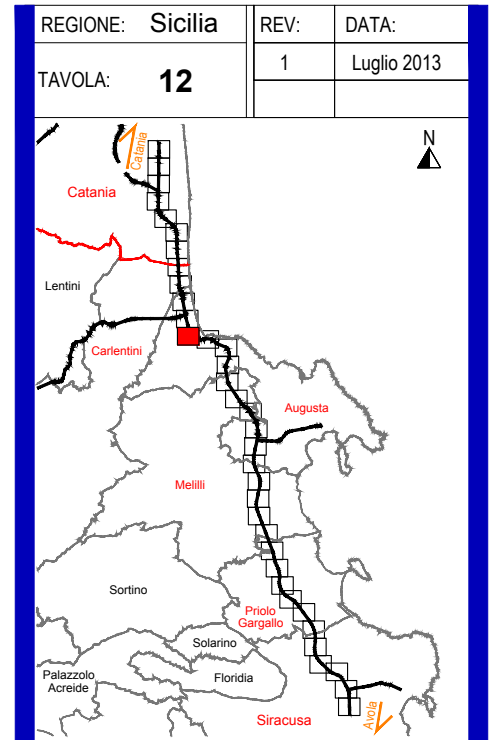 REGIONE: Sicilia REV: DATA:
TAVOLA: 12 1 Luglio 2013
N
Catania
Catania
Lentini
Carlentini
Augusta
Melilli
Sortino
Priolo
Gargallo
Solarino
Palazzolo
Acreide
Floridia
Siracusa
Avola